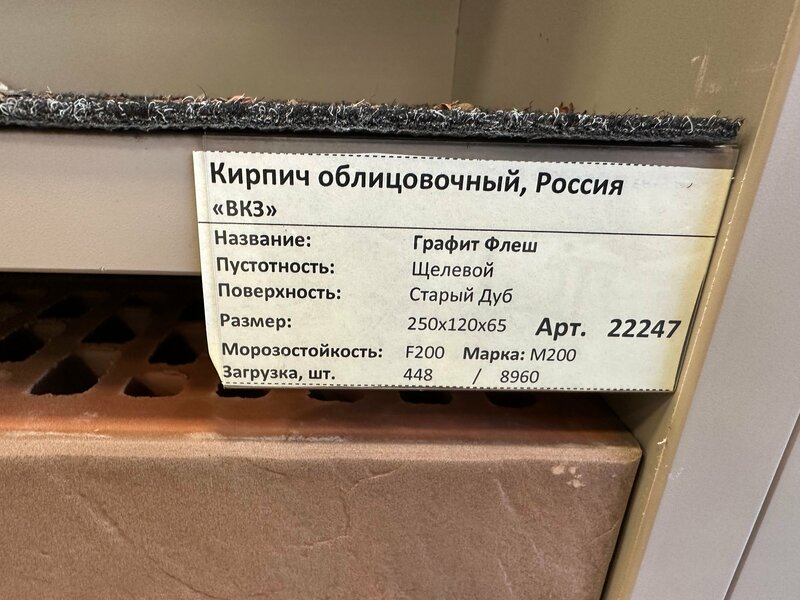 Кирпич облицовочный, Россия
«ВКЗ»
Название: Графит Флеш
Пустотность: Щелевой
Поверхность: Старый Дуб
Размер: 250х120х65 Арт. 22247
Морозостойкость: F200 Марка: М200
Загрузка, шт. 448 / 8960